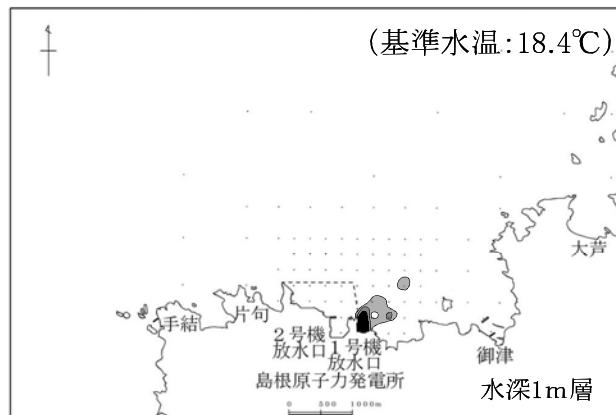 (基準水温:18.4℃)
大芦
手結
片句
2号機
放水口
1号機
放水口
御津
島根原子力発電所
水深1m層
0 500 1000m